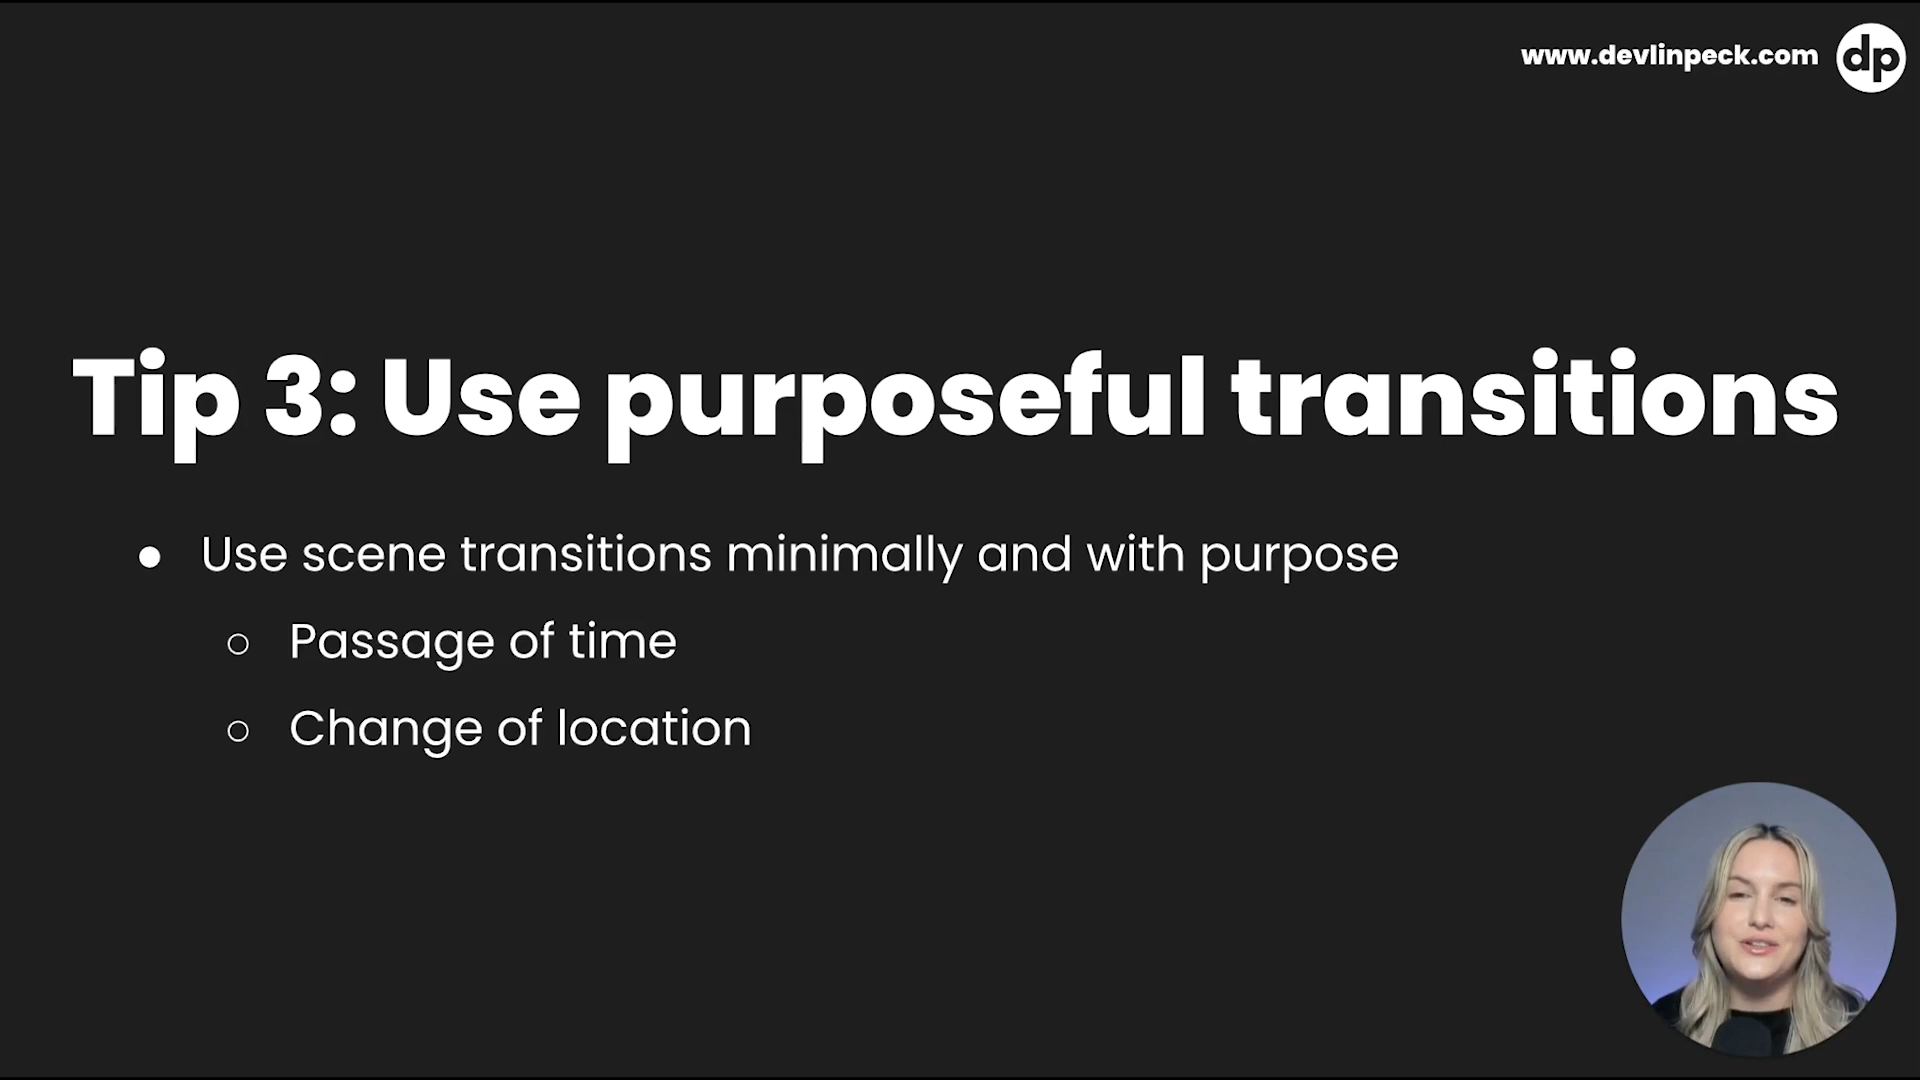 www.devlinpeck.com dp
Tip 3: Use purposeful transitions
● Use scene transitions minimally and with purpose
○ Passage of time
○ Change of location